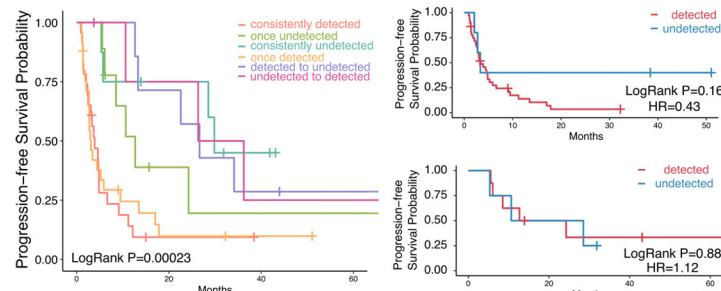 Progression-free Survival Probability
1.00
0.75
0.50
0.25
0.00
consistently detected
once undetected
consistently undetected
once detected
detected to undetected
undetected to detected
LogRank P=0.00023
0
20
40
60
Months
Progression-free
Survival Probability
1.00
0.75
0.50
0.25
0.00
detected
undetected
LogRank P=0.16
HR=0.43
0
10
20
30
40
50
Months
Progression-free
Survival Probability
1.00
0.75
0.50
0.25
0.00
detected
undetected
LogRank P=0.88
HR=1.12
0
20
40
60
Months